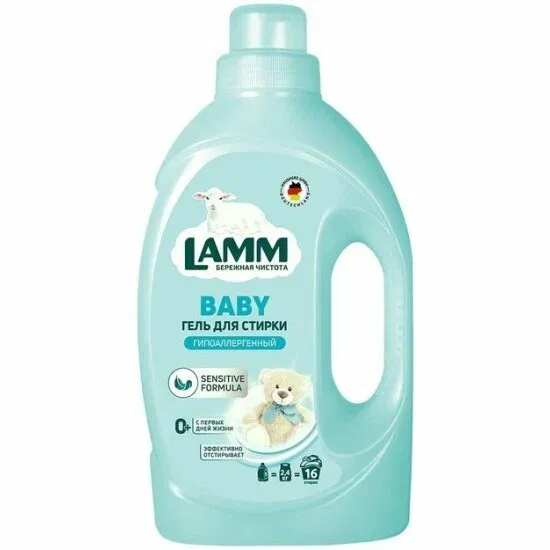 DEUTSCHLAND
LAMM
БЕРЕЖНАЯ ЧИСТОТА
BABY
ГЕЛЬ ДЛЯ СТИРКИ
ГИПОАЛЛЕРГЕННЫЙ
SENSITIVE
FORMULA
0+
С ПЕРВЫХ
ДНЕЙ ЖИЗНИ
ЭФФЕКТИВНО
ОТСТИРЫВАЕТ
= 2,4 кг = 16
стирок